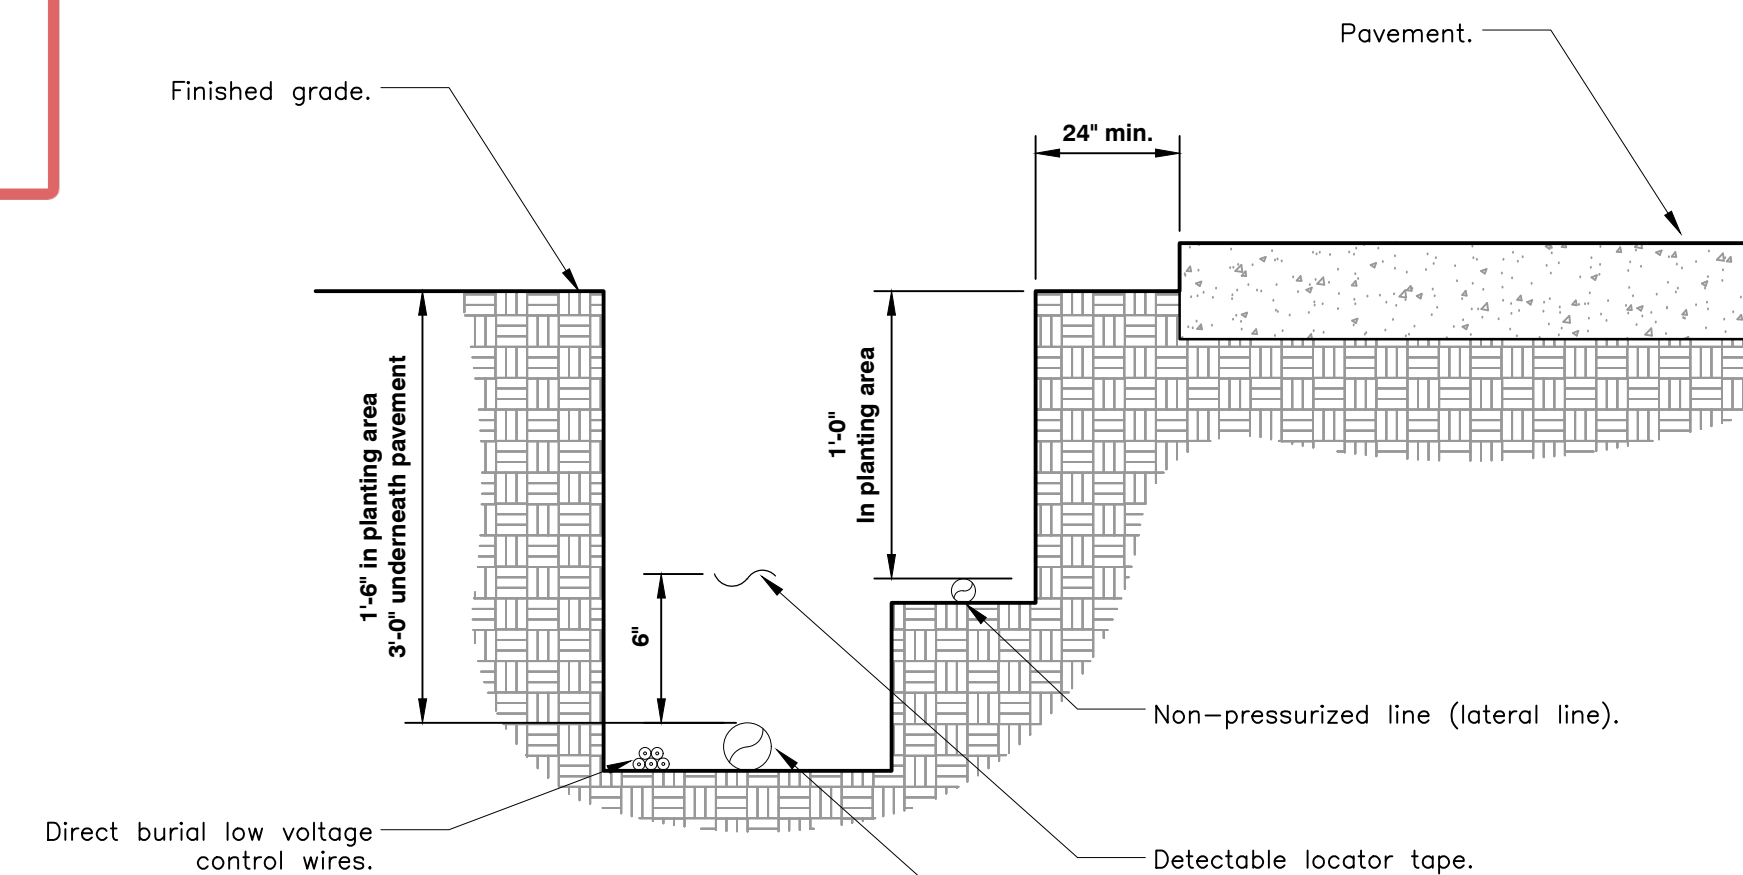 Pavement.
Finished grade.
24" min.
1'-6" in planting area
3'-0" underneath pavement
1'-0"
In planting area
6"
Non-pressurized line (lateral line).
Direct burial low voltage
control wires.
Detectable locator tape.